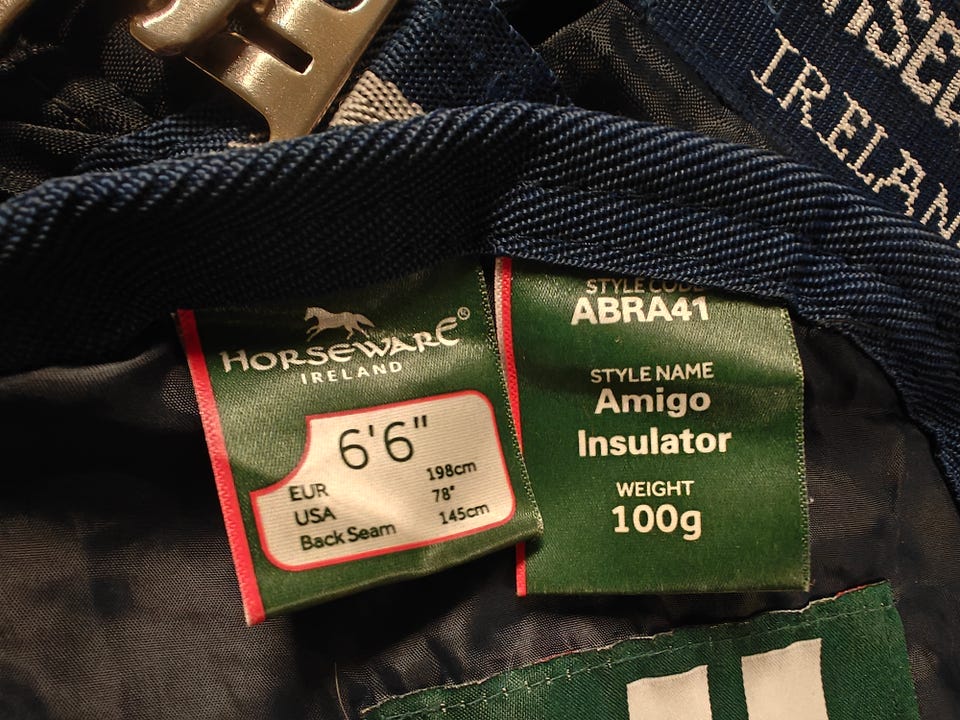 IRELAN
HORSEWARE®
IRELAND
6'6"
EUR 198cm
USA 78"
Back Seam 145cm
STYLE CODE
ABRA41
STYLE NAME
Amigo
Insulator
WEIGHT
100g